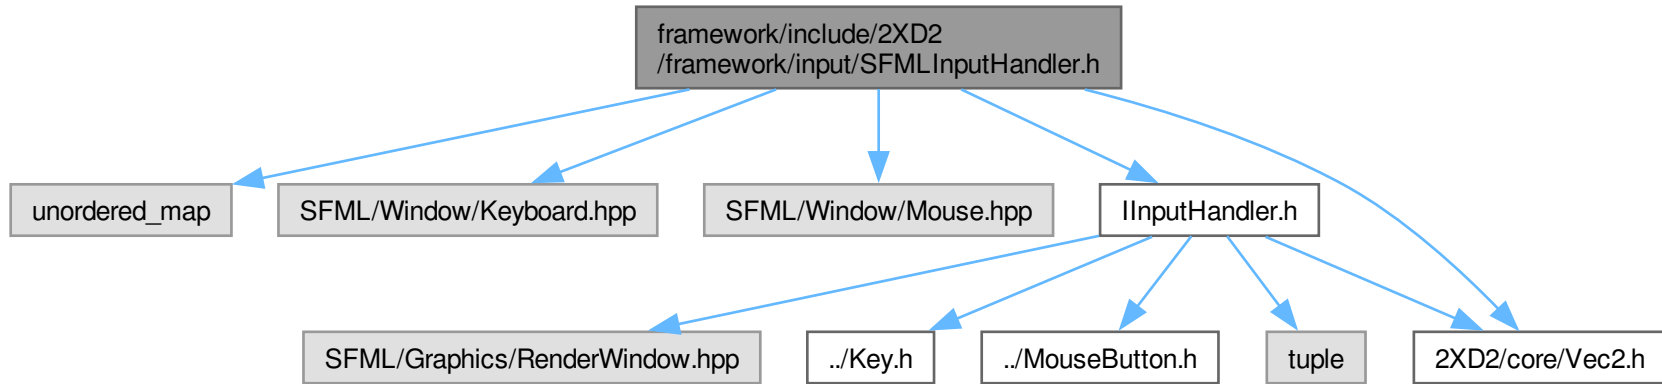 framework/include/2XD2
/framework/input/SFMLInputHandler.h
unordered_map
SFML/Window/Keyboard.hpp
SFML/Window/Mouse.hpp
IInputHandler.h
SFML/Graphics/RenderWindow.hpp
../Key.h
../MouseButton.h
tuple
2XD2/core/Vec2.h